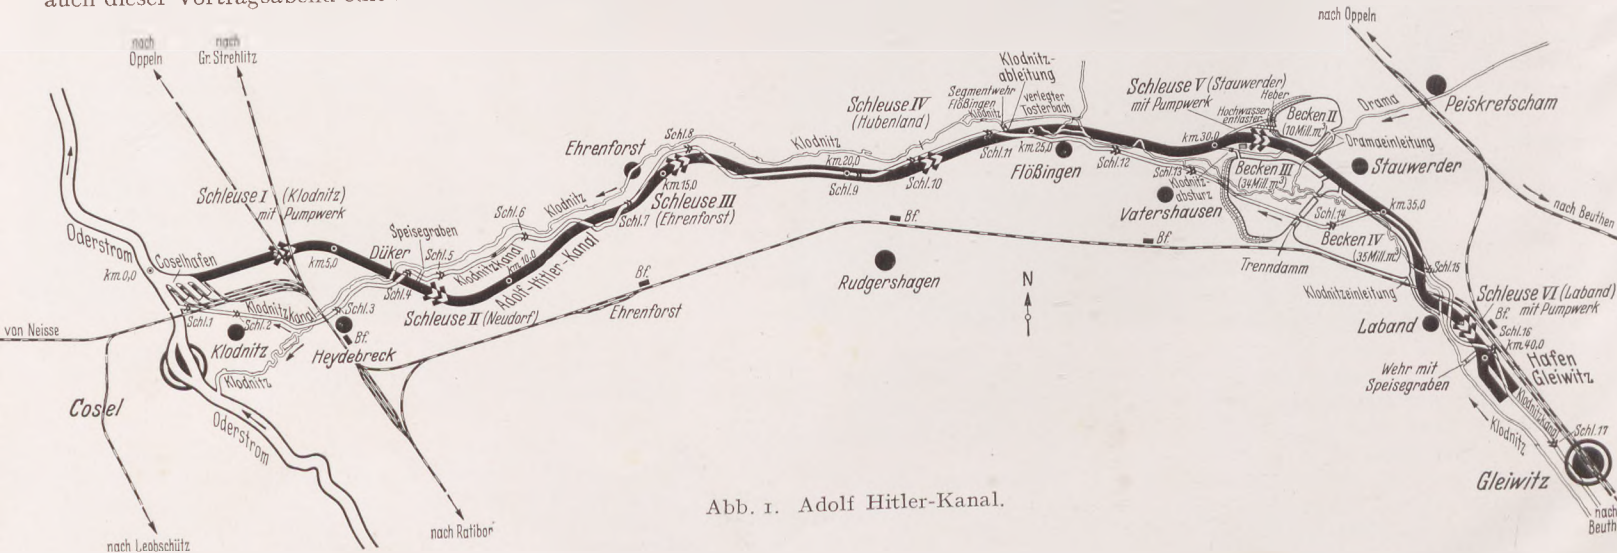 auch dieser Vortragsabend
nach Oppeln
nach
Oppeln
nach
Gr. Strehlitz
Klodnitz-
ableitung
Segmentwehr
Flößingen
Klodnitz
verlegter
Tosterbach
Schleuse V (Stauwerder)
mit Pumpwerk
Heber
Hochwasser
entlaster
Becken II
(10 Mill. m³)
Drama
Peiskretscham
Schleuse IV
(Hubenland)
Dramaeinleitung
Schl. 8
Ehrenforst
Klodnitz
km. 20,0
Schl. 9
Schl. 10
Schl. 11
km. 25,0
Flößingen
Schl. 12
km. 30,0
Schl. 13
Klodnitz-
absturz
Vatershausen
Becken III
(34 Mill. m³)
Stauwerder
nach Beuthen
Schleuse I (Klodnitz)
mit Pumpwerk
km. 15,0
Schleuse III
(Ehrenforst)
Schl. 7
Klodnitz
Schl. 6
Speisegraben
Düker
Schl. 5
Schl. 4
Klodnitzkanal
km. 10,0
Adolf-Hitler-Kanal
Schleuse II (Neudorf)
Oderstrom
km. 0,0
Coselhafen
km. 5,0
Bf.
Bf.
Schl. 14
km. 35,0
Becken IV
(35 Mill. m³)
Trenndamm
Klodnitzeinleitung
Schl. 15
Rudgershagen
N
Bf.
Ehrenforst
Schleuse VI (Laband)
mit Pumpwerk
Bf.
Schl. 16
km. 40,0
Laband
Hafen
Gleiwitz
Wehr mit
Speisegraben
von Neisse
Schl. 1
Klodnitzkanal
Schl. 2
Schl. 3
Klodnitz
Bf.
Heydebreck
Klodnitz
Cosel
Oderstrom
Klodnitzkanal
Klodnitz
Schl. 17
Gleiwitz
Abb. 1. Adolf Hitler-Kanal.
nach Leobschütz
nach Ratibor
nach
Beuth